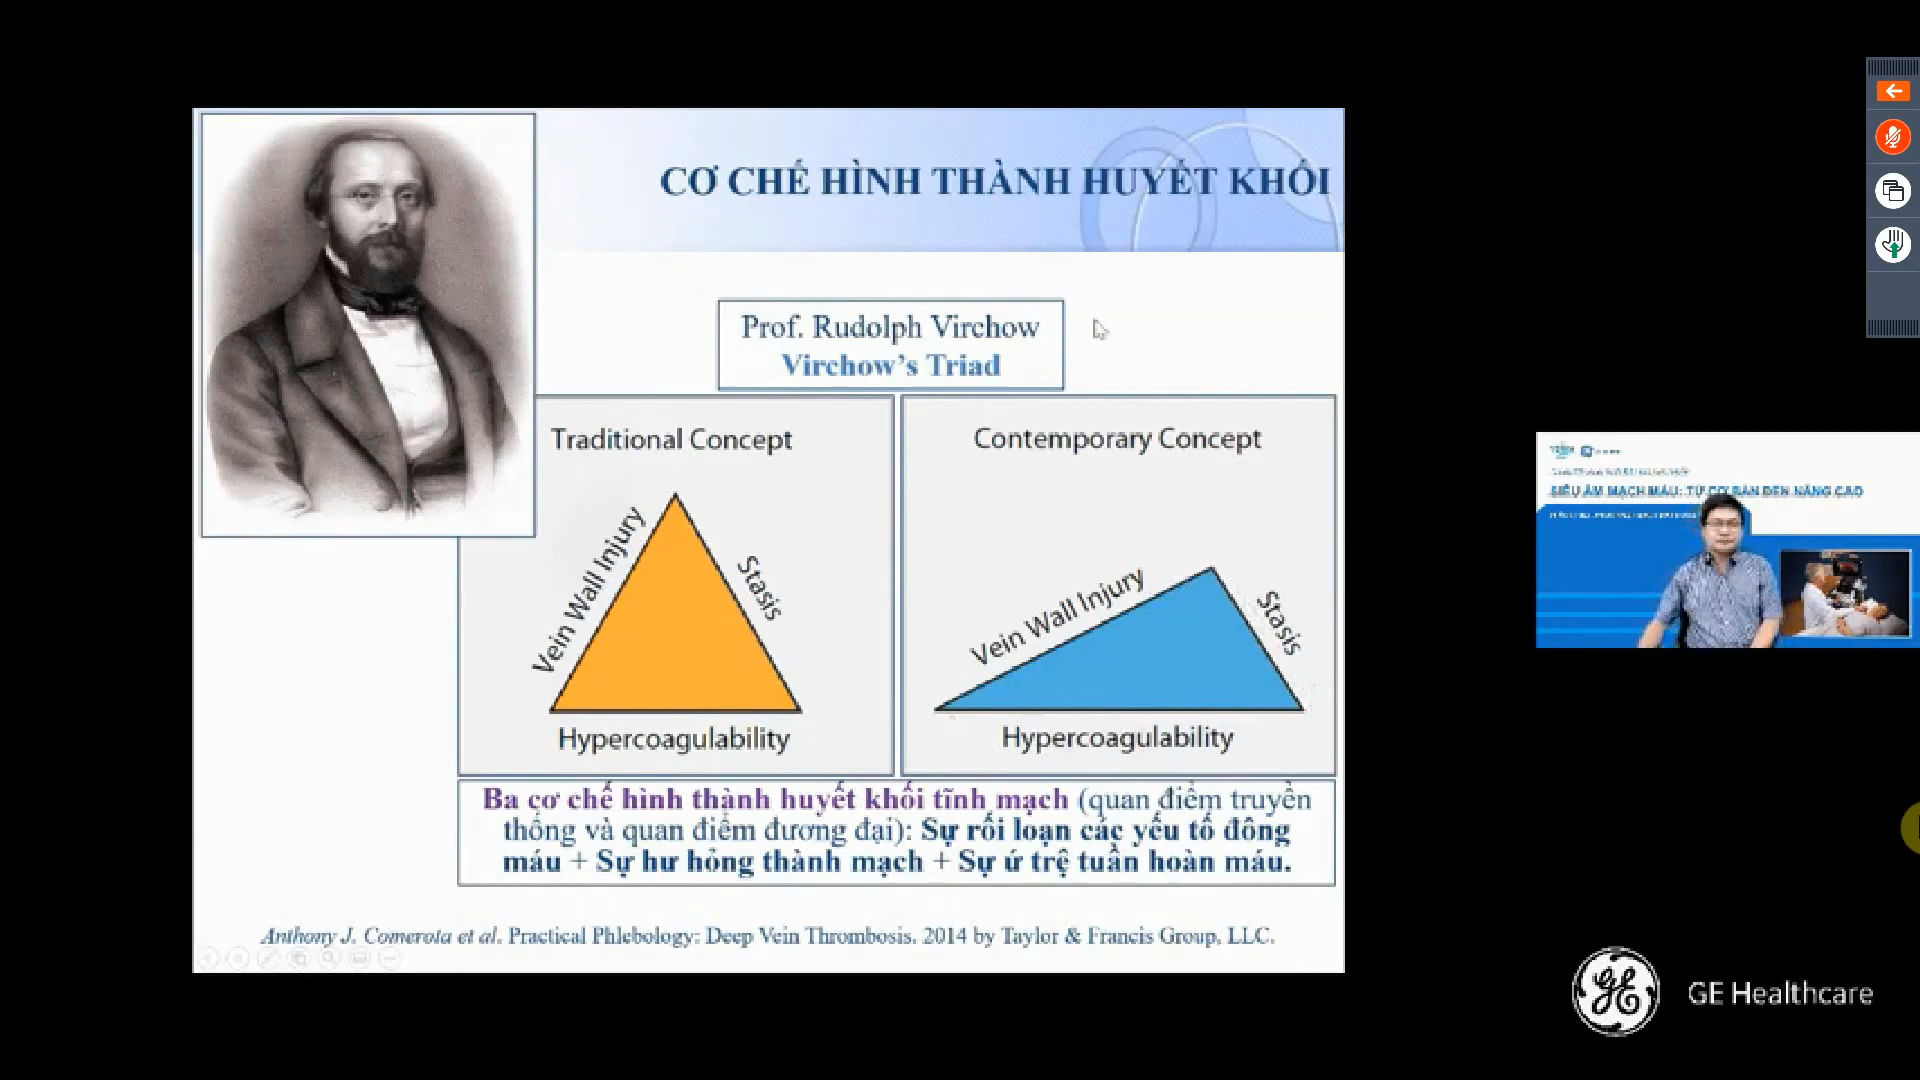 CƠ CHẾ HÌNH THÀNH HUYẾT KHỐI
Prof. Rudolph Virchow
Virchow's Triad
Traditional Concept
Vein Wall Injury
Stasis
Hypercoagulability
Contemporary Concept
Vein Wall Injury
Stasis
Hypercoagulability
Ba cơ chế hình thành huyết khối tĩnh mạch (quan điểm truyền
thống và quan điểm đương đại): Sự rối loạn các yếu tố đông
máu + Sự hư hỏng thành mạch + Sự ứ trệ tuần hoàn máu.
Anthony J. Comerota et al. Practical Phlebology: Deep Vein Thrombosis. 2014 by Taylor & Francis Group, LLC.
SIÊU ÂM MẠCH MÁU: TỪ CƠ BẢN ĐẾN NÂNG CAO
GE Healthcare